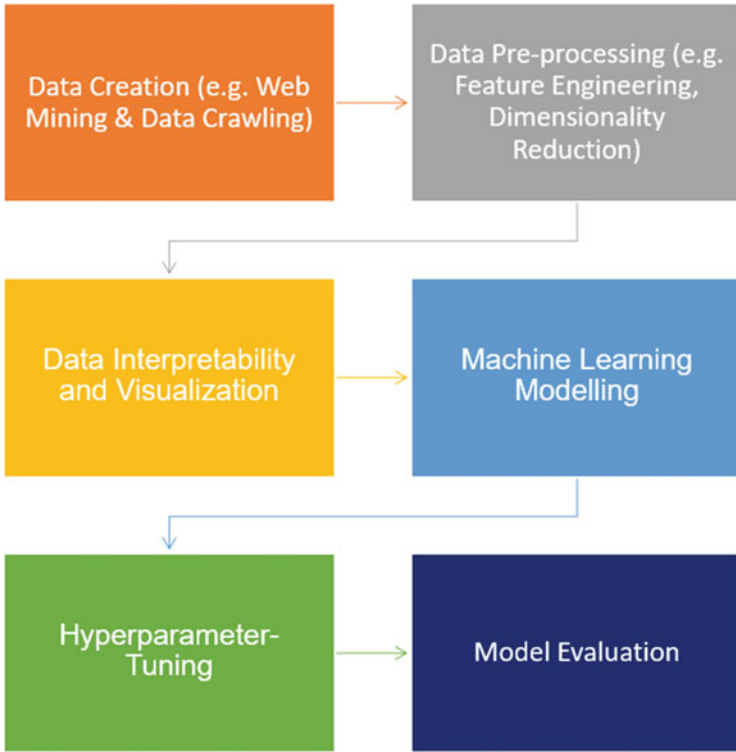 Data Creation (e.g. Web
Mining & Data Crawling)
Data Pre-processing (e.g.
Feature Engineering,
Dimensionality
Reduction)
Data Interpretability
and Visualization
Machine Learning
Modelling
Hyperparameter-
Tuning
Model Evaluation